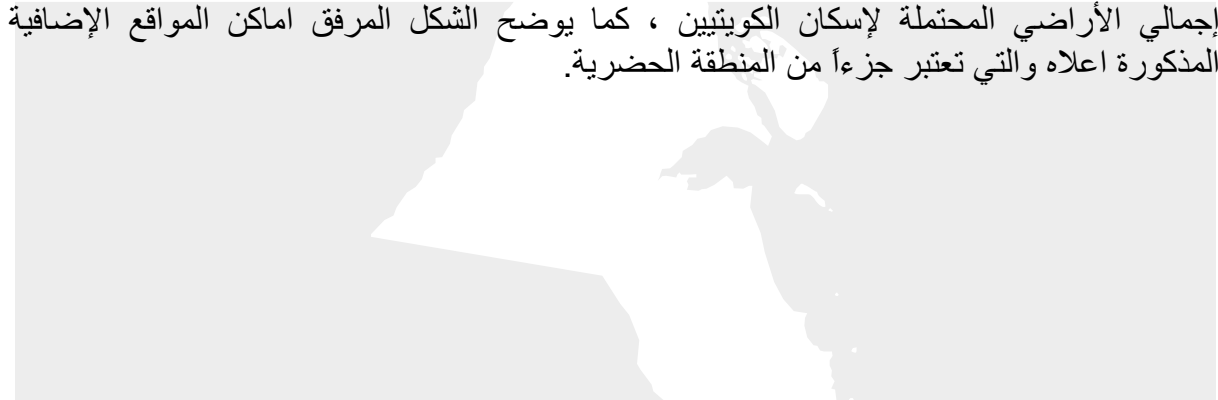 إجمالي الأراضي المحتملة لإسكان الكويتيين ، كما يوضح الشكل المرفق اماكن المواقع الإضافية
المذكورة اعلاه والتي تعتبر جزءاً من المنطقة الحضرية.